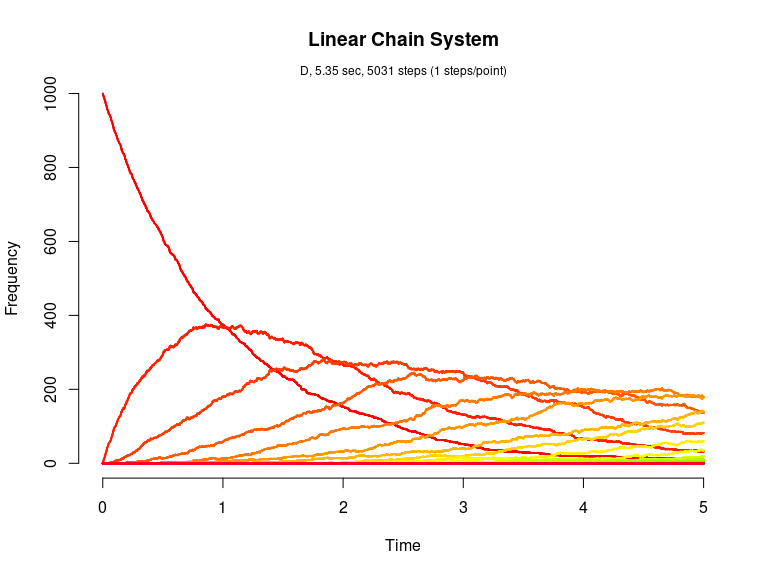 Linear Chain System
D, 5.35 sec, 5031 steps (1 steps/point)
Frequency
1000
800
600
400
200
0
0 1 2 3 4 5
Time